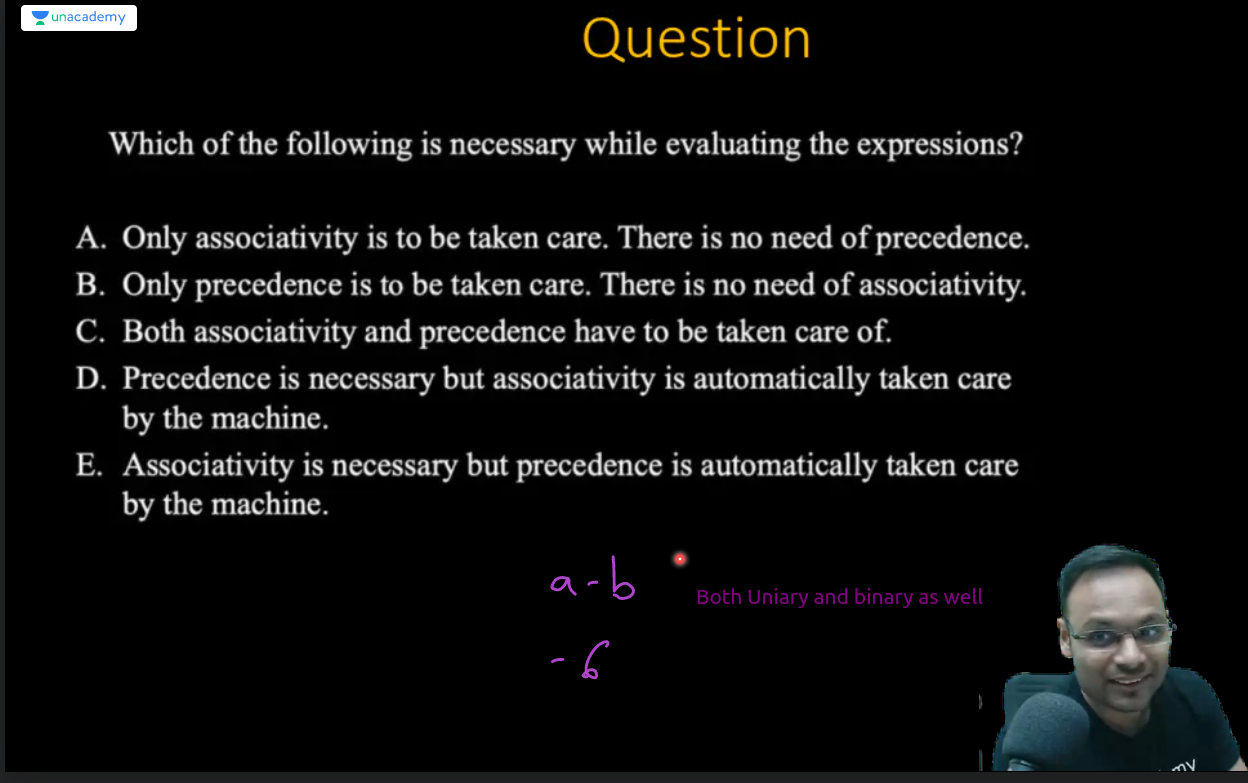 unacademy
Question
Which of the following is necessary while evaluating the expressions?
A. Only associativity is to be taken care. There is no need of precedence.
B. Only precedence is to be taken care. There is no need of associativity.
C. Both associativity and precedence have to be taken care of.
D. Precedence is necessary but associativity is automatically taken care
by the machine.
E. Associativity is necessary but precedence is automatically taken care
by the machine.
a-b
Both Uniary and binary as well
-6
my